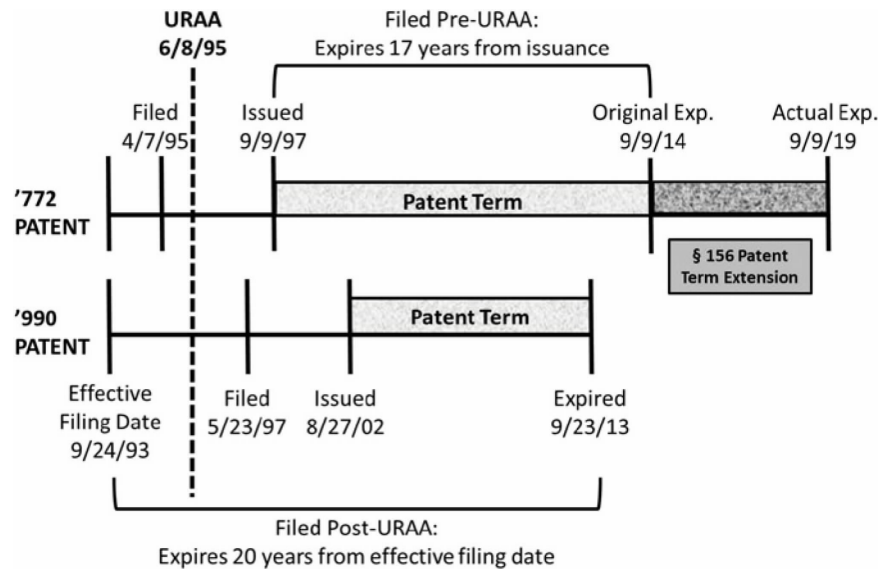 URAA
6/8/95
Filed Pre-URAA:
Expires 17 years from issuance
Filed
4/7/95
Issued
9/9/97
Original Exp.
9/9/14
Actual Exp.
9/9/19
'772
PATENT
Patent Term
§ 156 Patent
Term Extension
'990
PATENT
Patent Term
Effective
Filing Date
9/24/93
Filed
5/23/97
Issued
8/27/02
Expired
9/23/13
Filed Post-URAA:
Expires 20 years from effective filing date